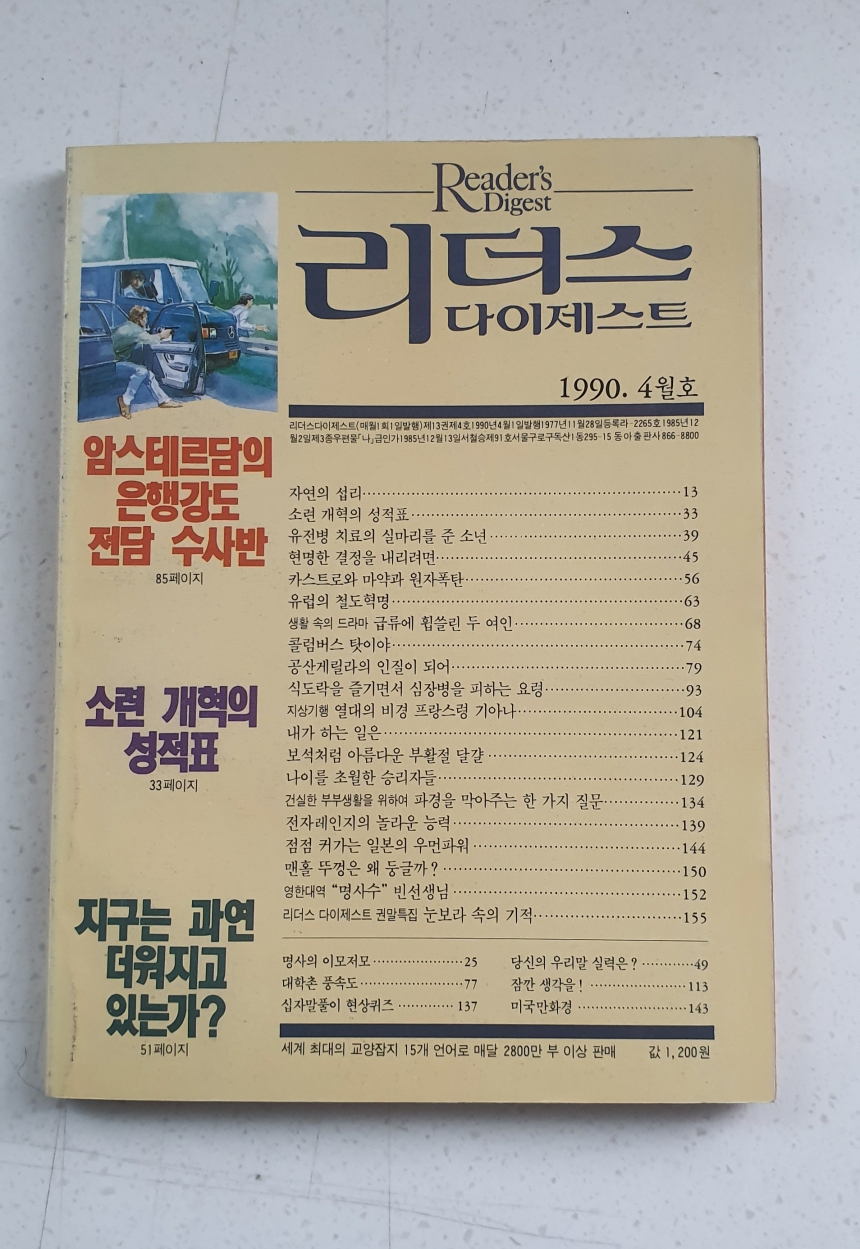 Reader's
Digest
리더스
다이제스트
1990. 4월호
리더스다이제스트(매월1회1일발행)제13권제4호1990년4월1일발행1977년11월28일등록라-2265호1985년12
월2일제3종우편물「나」급인가1985년12월13일서철승제91호서울구로구독산1동295-15 동아출판사866-8800
암스테르담의
은행강도
전담 수사반
85페이지
소련 개혁의
성적표
33페이지
지구는 과연
더워지고
있는가?
51페이지
자연의 섭리 13
소련 개혁의 성적표 33
유전병 치료의 실마리를 준 소년 39
현명한 결정을 내리려면 45
카스트로와 마약과 원자폭탄 56
유럽의 철도혁명 63
생활 속의 드라마 급류에 휩쓸린 두 여인 68
콜럼버스 탓이야 74
공산게릴라의 인질이 되어 79
식도락을 즐기면서 심장병을 피하는 요령 93
지상기행 열대의 비경 프랑스령 기아나 104
내가 하는 일은 121
보석처럼 아름다운 부활절 달걀 124
나이를 초월한 승리자들 129
건실한 부부생활을 위하여 파경을 막아주는 한 가지 질문 134
전자레인지의 놀라운 능력 139
점점 커가는 일본의 우먼파워 144
맨홀 뚜껑은 왜 둥글까? 150
영한대역 “명사수” 빈선생님 152
리더스 다이제스트 권말특집 눈보라 속의 기적 155
명사의 이모저모 25
대학촌 풍속도 77
십자말풀이 현상퀴즈 137
당신의 우리말 실력은? 49
잠깐 생각을! 113
미국만화경 143
세계 최대의 교양잡지 15개 언어로 매달 2800만 부 이상 판매 값 1,200원